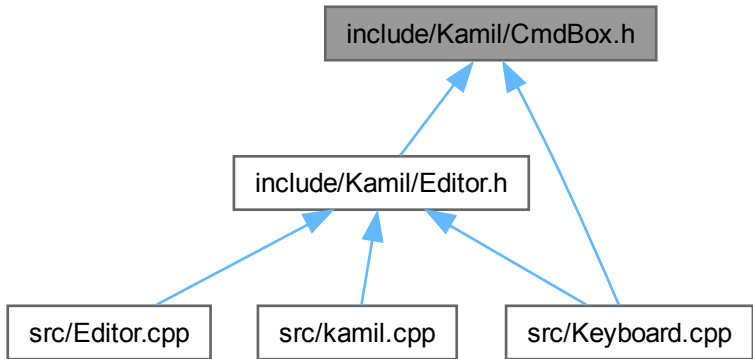 include/Kamil/CmdBox.h
include/Kamil/Editor.h
src/Editor.cpp
src/kamil.cpp
src/Keyboard.cpp